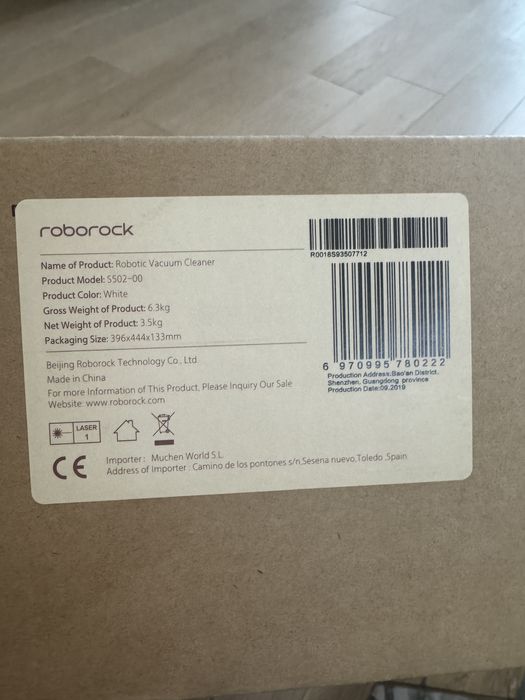 roborock
Name of Product: Robotic Vacuum Cleaner
Product Model: S502-00
Product Color: White
Gross Weight of Product: 6.3kg
Net Weight of Product: 3.5kg
Packaging Size: 396x444x133mm
Beijing Roborock Technology Co., Ltd
Made in China
For more Information of This Product, Please Inquiry Our Sale
Website: www.roborock.com
LASER
1
CE
Importer: Muchen World S.L
Address of Importer: Camino de los pontones s/n,Sesena nuevo,Toledo ,Spain
R0018S93507712
6 970995 780222
Production Address:Bao'an District,
Shenzhen, Guangdong province
Production Date:09.2019